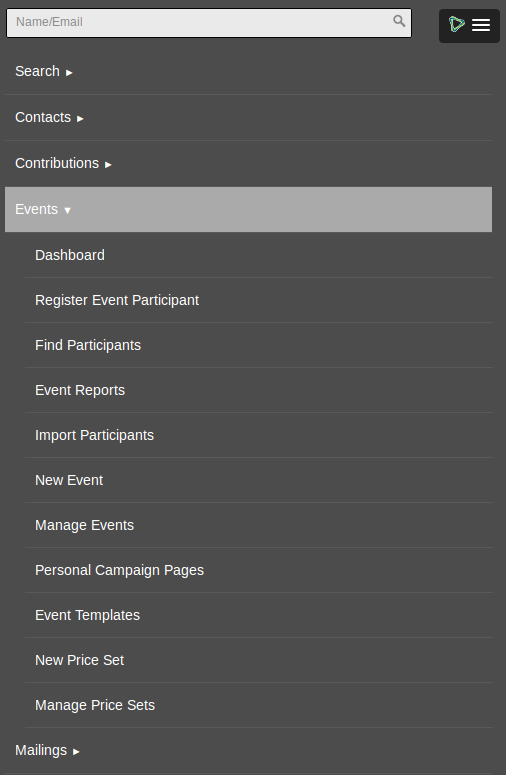 Name/Email
Search ►
Contacts ►
Contributions ►
Events ▼
Dashboard
Register Event Participant
Find Participants
Event Reports
Import Participants
New Event
Manage Events
Personal Campaign Pages
Event Templates
New Price Set
Manage Price Sets
Mailings ►